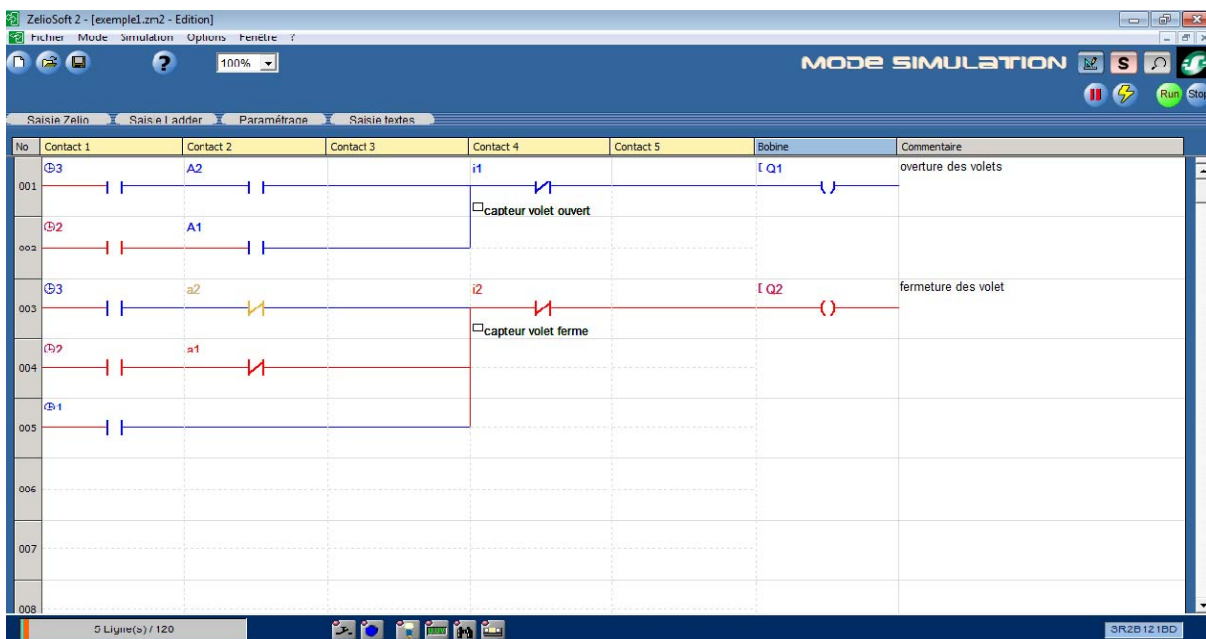 ZelioSoft 2 - [exemple1.zm2 - Edition]
Fichier Mode Simulation Options Fenêtre ?
? 100% MODE SIMULATION S
Run Stop
Saisie Zelio Saisie Ladder Paramétrage Saisie textes
No Contact 1 Contact 2 Contact 3 Contact 4 Contact 5 Bobine Commentaire
3 A2 i1 [ Q1 overture des volets
001
capteur volet ouvert
2 A1
002
3 a2 i2 [ Q2 fermeture des volet
003
capteur volet ferme
2 a1
004
1
005
006
007
008
5 Ligne(s) / 120 SR2B121BD